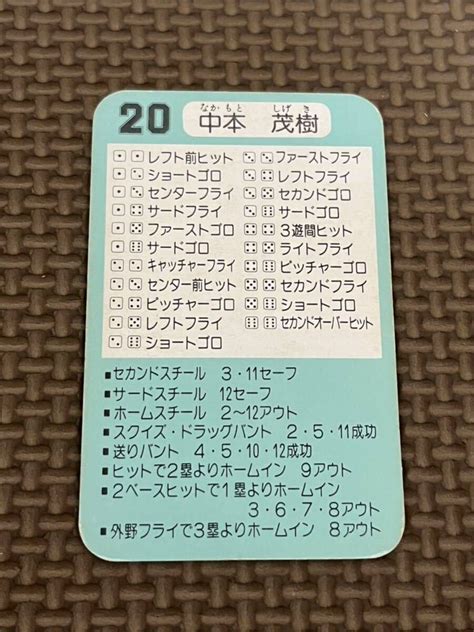 なかもと しげき
20 中本 茂樹
⚀⚀レフト前ヒット ⚂⚁ファーストフライ
⚀⚁ショートゴロ ⚂⚃レフトフライ
⚀⚂センターフライ ⚂⚄セカンドゴロ
⚀⚃サードフライ ⚂⚅サードゴロ
⚀⚄ファーストゴロ ⚃⚃3遊間ヒット
⚀⚅サードゴロ ⚃⚄ライトフライ
⚁⚁キャッチャーフライ ⚃⚅ピッチャーゴロ
⚁⚂センター前ヒット ⚄⚄セカンドフライ
⚁⚃ピッチャーゴロ ⚄⚅ショートゴロ
⚁⚄レフトフライ ⚅⚅セカンドオーバーヒット
⚁⚅ショートゴロ
■セカンドスチール 3・11セーフ
■サードスチール 12セーフ
■ホームスチール 2〜12アウト
■スクイズ・ドラッグバント 2・5・11成功
■送りバント 4・5・10・12成功
■ヒットで2塁よりホームイン 9アウト
■2ベースヒットで1塁よりホームイン
3・6・7・8アウト
■外野フライで3塁よりホームイン 8アウト